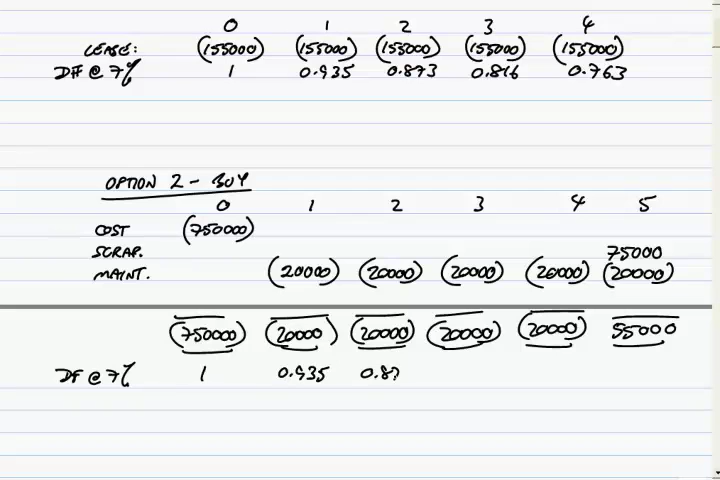 0 1 2 3 4
LEASE: (155000) (155000) (155000) (155000) (155000)
DF @ 7% 1 0.935 0.873 0.816 0.763
OPTION 2 - BUY
0 1 2 3 4 5
COST (750000)
SCRAP. 75000
MAINT. (20000) (20000) (20000) (20000) (20000)
(750000) (20000) (20000) (20000) (20000) 55000
DF @ 7% 1 0.935 0.87